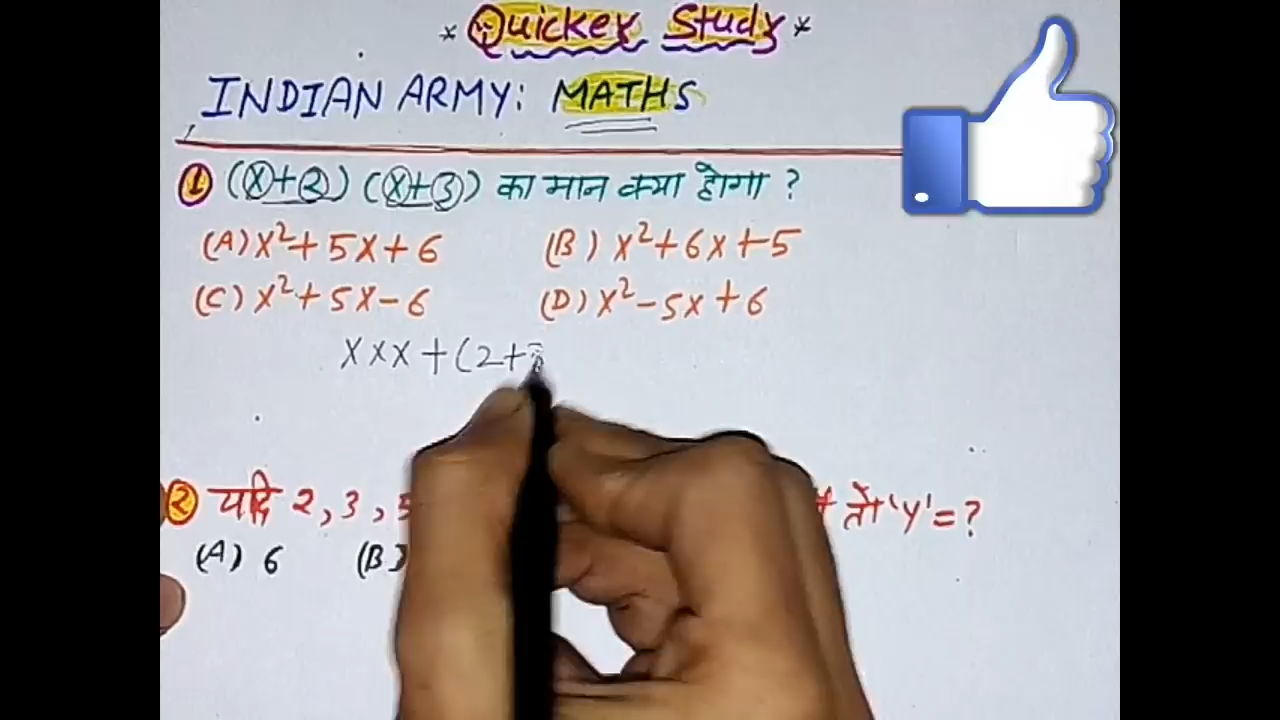 * Quicker Study *
INDIAN ARMY: MATHS
1 (x+2) (x+3) का मान क्या होगा ?
(A) x²+5x+6 (B) x²+6x+5
(C) x²+5x-6 (D) x²-5x+6
x×x+(2+
2 यदि 2, 3, 5 तो 'y' = ?
(A) 6 (B)